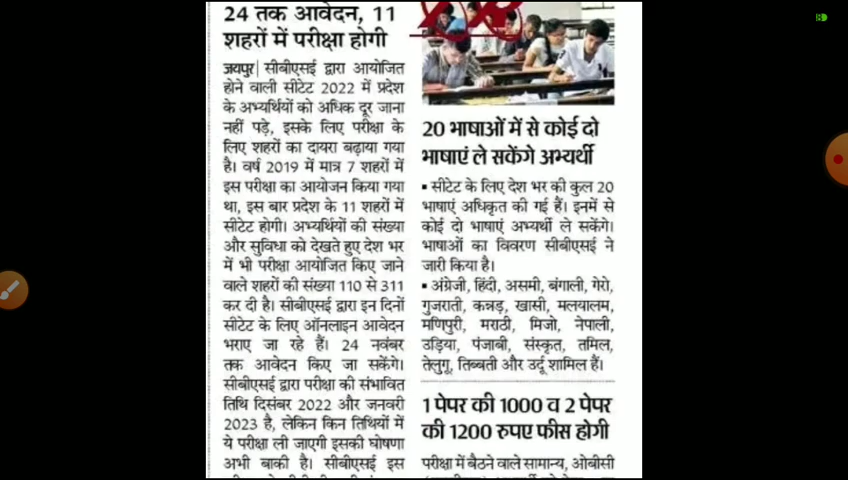 24 तक आवेदन, 11
शहरों में परीक्षा होगी
जयपुर| सीबीएसई द्वारा आयोजित
होने वाली सीटेट 2022 में प्रदेश
के अभ्यर्थियों को अधिक दूर जाना
नहीं पड़े, इसके लिए परीक्षा के
लिए शहरों का दायरा बढ़ाया गया
है। वर्ष 2019 में मात्र 7 शहरों में
इस परीक्षा का आयोजन किया गया
था, इस बार प्रदेश के 11 शहरों में
सीटेट होगी। अभ्यर्थियों की संख्या
और सुविधा को देखते हुए देश भर
में भी परीक्षा आयोजित किए जाने
वाले शहरों की संख्या 110 से 311
कर दी है। सीबीएसई द्वारा इन दिनों
सीटेट के लिए ऑनलाइन आवेदन
भराए जा रहे हैं। 24 नवंबर
तक आवेदन किए जा सकेंगे।
सीबीएसई द्वारा परीक्षा की संभावित
तिथि दिसंबर 2022 और जनवरी
2023 है, लेकिन किन तिथियों में
ये परीक्षा ली जाएगी इसकी घोषणा
अभी बाकी है। सीबीएसई इस
20 भाषाओं में से कोई दो
भाषाएं ले सकेंगे अभ्यर्थी
▪ सीटेट के लिए देश भर की कुल 20
भाषाएं अधिकृत की गई हैं। इनमें से
कोई दो भाषाएं अभ्यर्थी ले सकेंगे।
भाषाओं का विवरण सीबीएसई ने
जारी किया है।
▪ अंग्रेजी, हिंदी, असमी, बंगाली, गेरो,
गुजराती, कन्नड़, खासी, मलयालम,
मणिपुरी, मराठी, मिजो, नेपाली,
उड़िया, पंजाबी, संस्कृत, तमिल,
तेलुगू, तिब्बती और उर्दू शामिल हैं।
1 पेपर की 1000 व 2 पेपर
की 1200 रुपए फीस होगी
परीक्षा में बैठने वाले सामान्य, ओबीसी